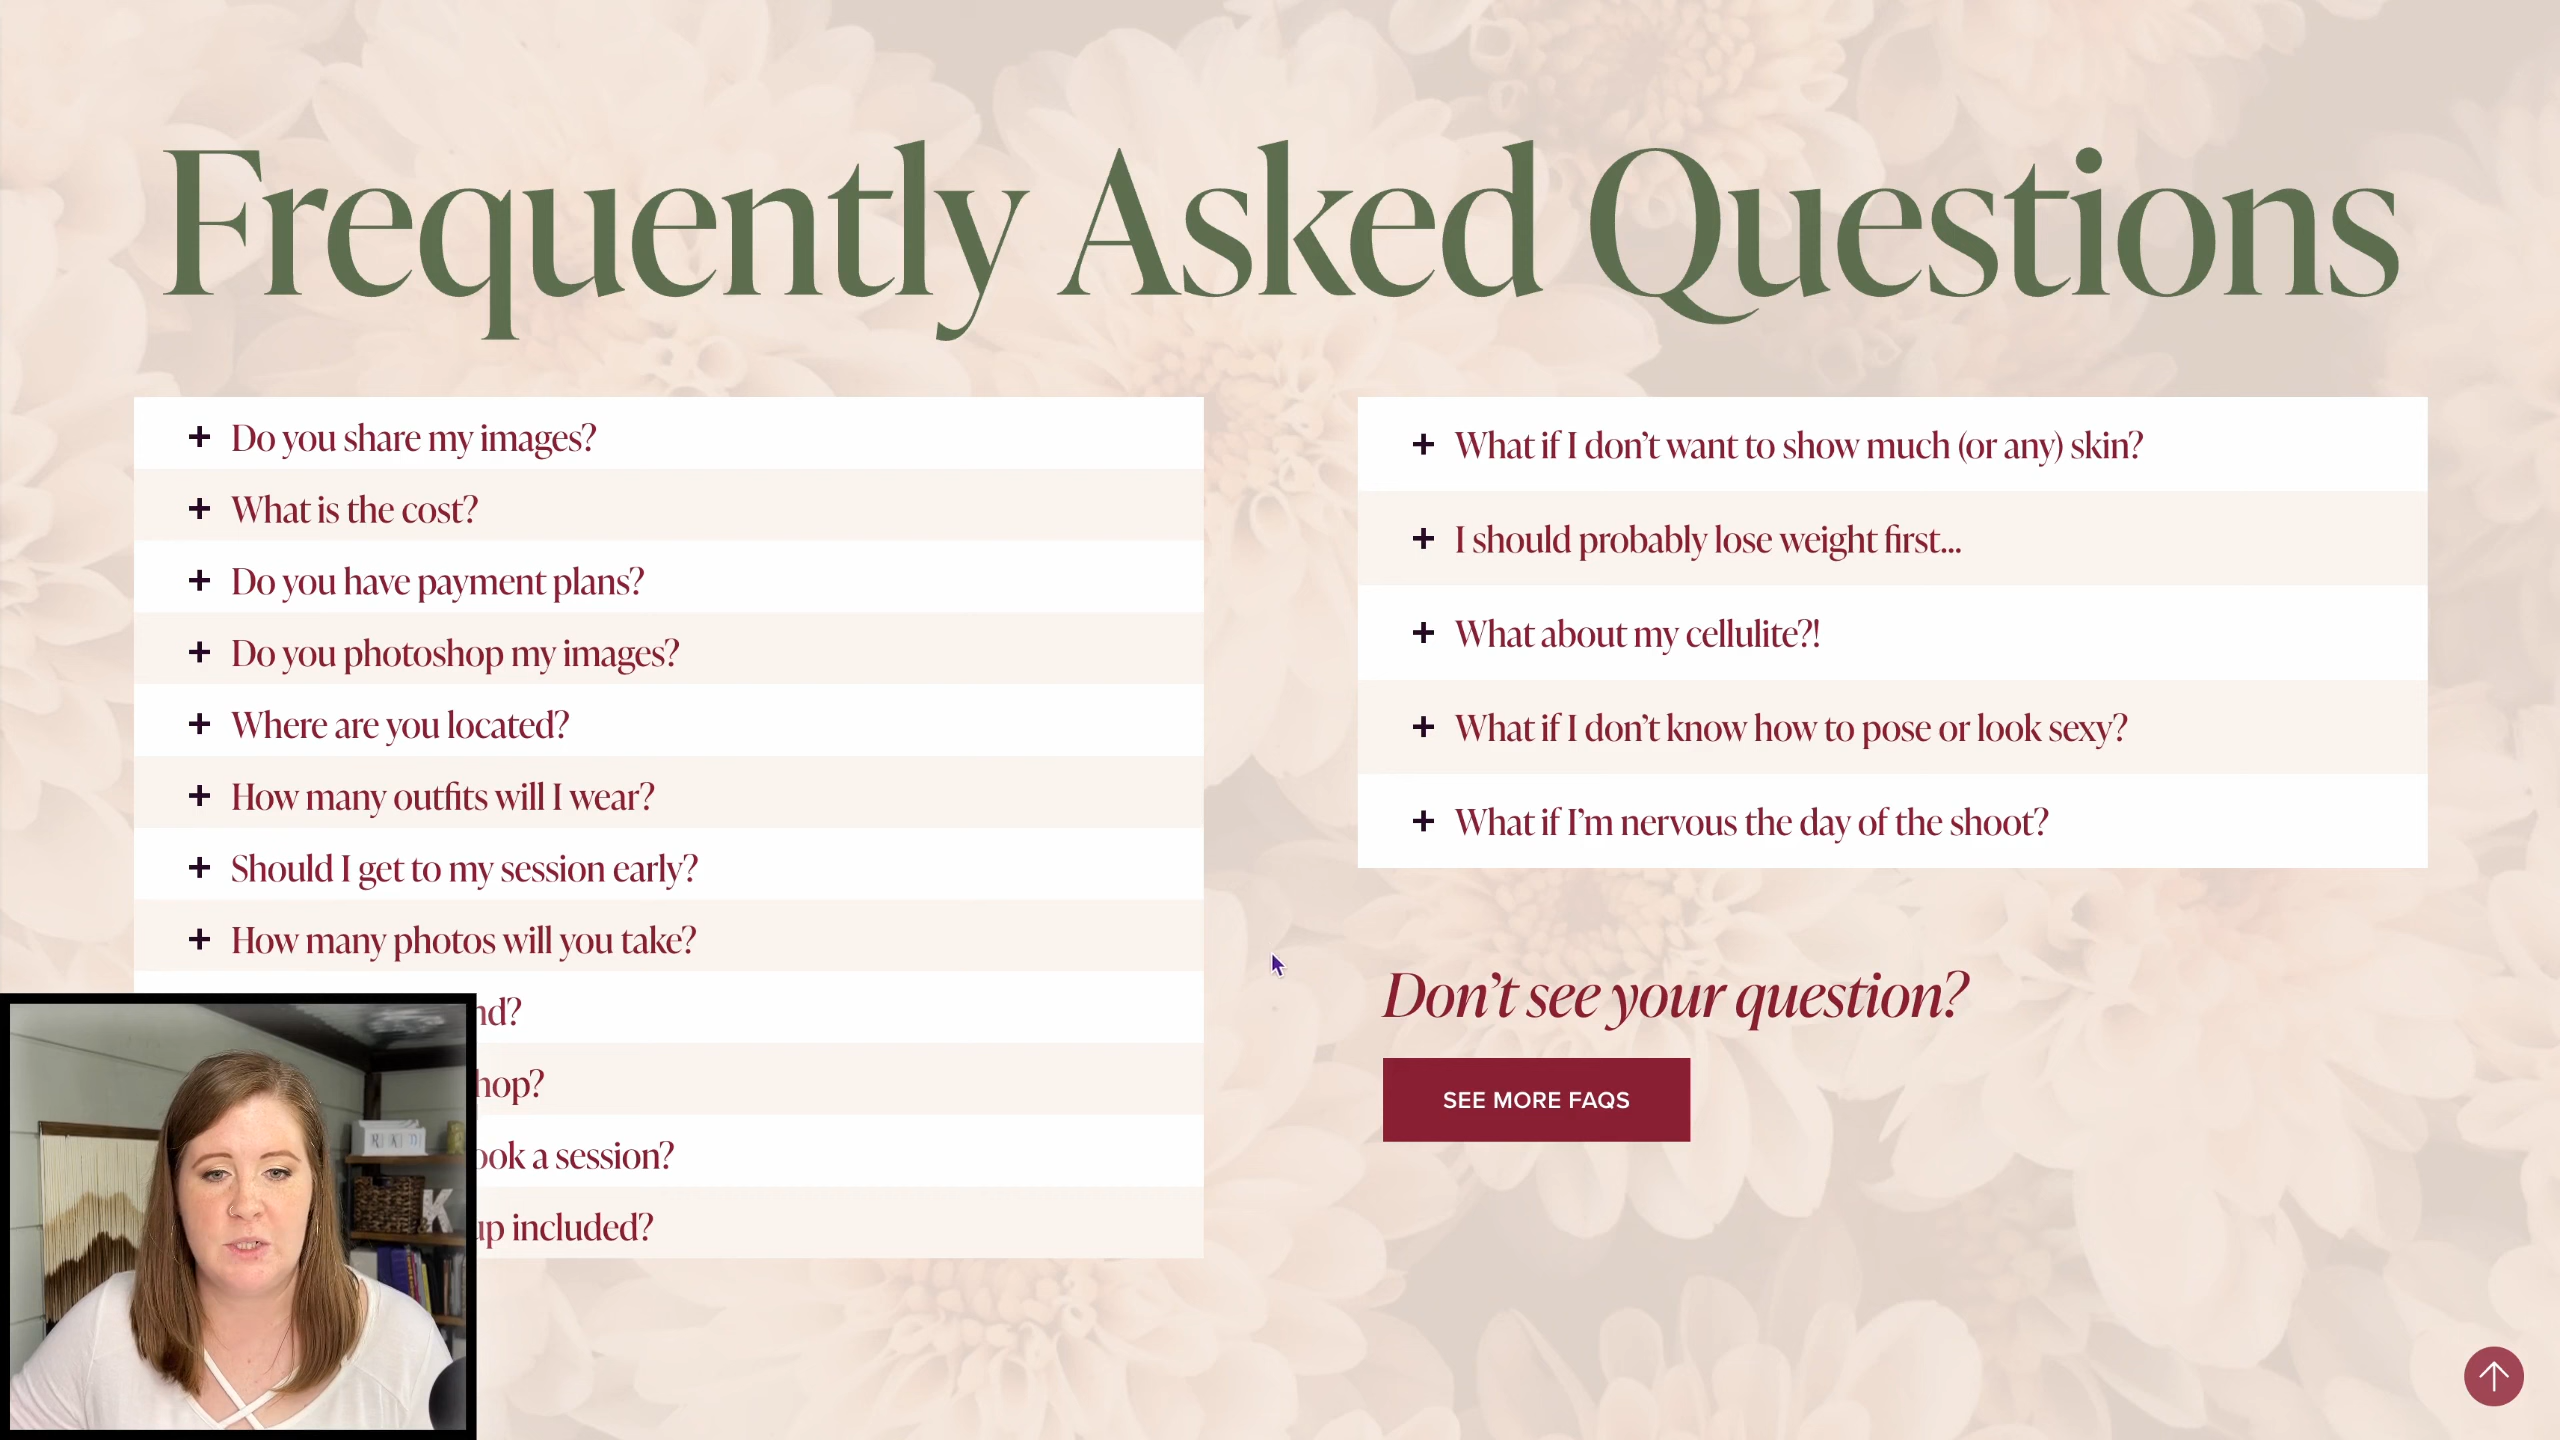 Frequently Asked Questions
+ Do you share my images?
+ What is the cost?
+ Do you have payment plans?
+ Do you photoshop my images?
+ Where are you located?
+ How many outfits will I wear?
+ Should I get to my session early?
+ How many photos will you take?
a session?
included?
+ What if I don’t want to show much (or any) skin?
+ I should probably lose weight first...
+ What about my cellulite?!
+ What if I don’t know how to pose or look sexy?
+ What if I’m nervous the day of the shoot?
Don’t see your question?
SEE MORE FAQS
K